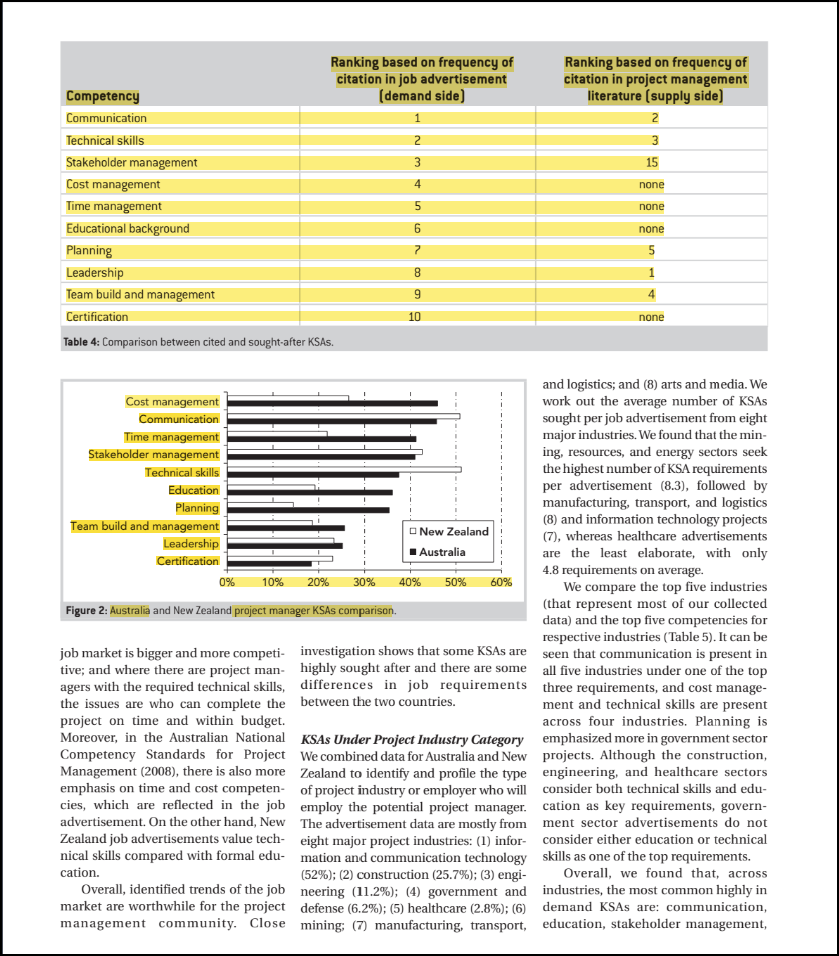 Competency
Ranking based on frequency of
citation in job advertisement
(demand side)
Ranking based on frequency of
citation in project management
literature (supply side)
Communication 1 2
Technical skills 2 3
Stakeholder management 3 15
Cost management 4 none
Time management 5 none
Educational background 6 none
Planning 7 5
Leadership 8 1
Team build and management 9 4
Certification 10 none
Table 4: Comparison between cited and sought-after KSAs.
Cost management
Communication
Time management
Stakeholder management
Technical skills
Education
Planning
Team build and management
Leadership
Certification
New Zealand
Australia
0% 10% 20% 30% 40% 50% 60%
Figure 2: Australia and New Zealand project manager KSAs comparison.
job market is bigger and more competi-
tive; and where there are project man-
agers with the required technical skills,
the issues are who can complete the
project on time and within budget.
Moreover, in the Australian National
Competency Standards for Project
Management (2008), there is also more
emphasis on time and cost competen-
cies, which are reflected in the job
advertisement. On the other hand, New
Zealand job advertisements value tech-
nical skills compared with formal edu-
cation.
Overall, identified trends of the job
market are worthwhile for the project
management community. Close
investigation shows that some KSAs are
highly sought after and there are some
differences in job requirements
between the two countries.
KSAs Under Project Industry Category
We combined data for Australia and New
Zealand to identify and profile the type
of project industry or employer who will
employ the potential project manager.
The advertisement data are mostly from
eight major project industries: (1) infor-
mation and communication technology
(52%); (2) construction (25.7%); (3) engi-
neering (11.2%); (4) government and
defense (6.2%); (5) healthcare (2.8%); (6)
mining; (7) manufacturing, transport,
and logistics; and (8) arts and media. We
work out the average number of KSAs
sought per job advertisement from eight
major industries. We found that the min-
ing, resources, and energy sectors seek
the highest number of KSA requirements
per advertisement (8.3), followed by
manufacturing, transport, and logistics
(8) and information technology projects
(7), whereas healthcare advertisements
are the least elaborate, with only
4.8 requirements on average.
We compare the top five industries
(that represent most of our collected
data) and the top five competencies for
respective industries (Table 5). It can be
seen that communication is present in
all five industries under one of the top
three requirements, and cost manage-
ment and technical skills are present
across four industries. Planning is
emphasized more in government sector
projects. Although the construction,
engineering, and healthcare sectors
consider both technical skills and edu-
cation as key requirements, govern-
ment sector advertisements do not
consider either education or technical
skills as one of the top requirements.
Overall, we found that, across
industries, the most common highly in
demand KSAs are: communication,
education, stakeholder management,